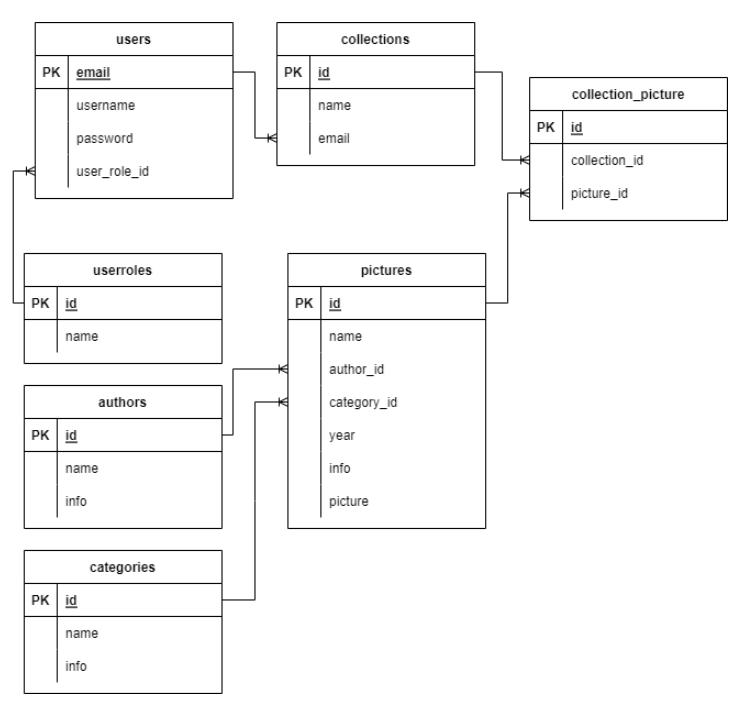 users
PK email
username
password
user_role_id
collections
PK id
name
email
collection_picture
PK id
collection_id
picture_id
userroles
PK id
name
pictures
PK id
name
author_id
category_id
year
info
picture
authors
PK id
name
info
categories
PK id
name
info